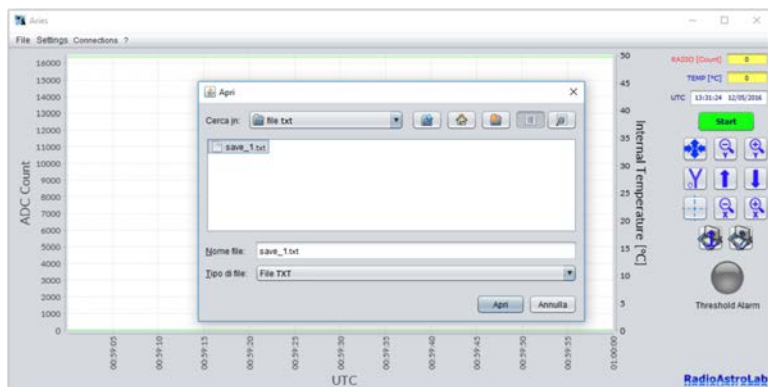 Aries
File Settings Connections ?
16000
15000
14000
13000
12000
11000
10000
9000
8000
7000
6000
5000
4000
3000
2000
1000
0
ADC Count
Apri
Cerca in: file txt
save_1.txt
Nome file: save_1.txt
Tipo di file: File TXT
Apri Annulla
50
45
40
35
30
25
20
15
10
5
0
Internal Temperature [°C]
00:59:05 00:59:10 00:59:15 00:59:20 00:59:25 00:59:30 00:59:35 00:59:40 00:59:45 00:59:50 00:59:55 01:00:00
UTC
RADIO [Count] 0
TEMP [°C] 0
UTC 13:31:24 12/05/2016
Start
Y Y
X X
Threshold Alarm
RadioAstroLab